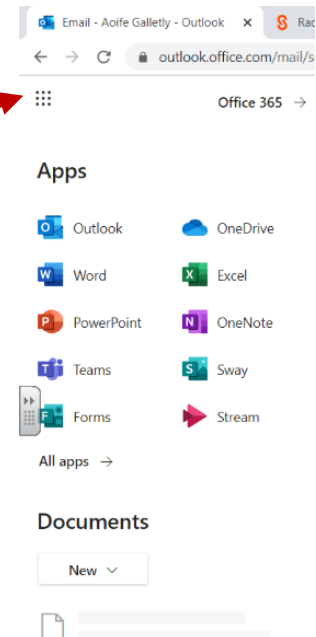 Email - Aoife Galletly - Outlook
outlook.office.com/mail/
Office 365 →
Apps
Outlook OneDrive
Word Excel
PowerPoint OneNote
Teams Sway
Forms Stream
All apps →
Documents
New